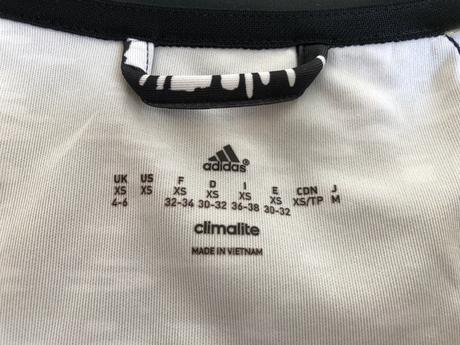 adidas®
UK US F D I E CDN J
XS XS XS XS XS XS XS/TP M
4-6 32-34 30-32 36-38 30-32
climalite
MADE IN VIETNAM